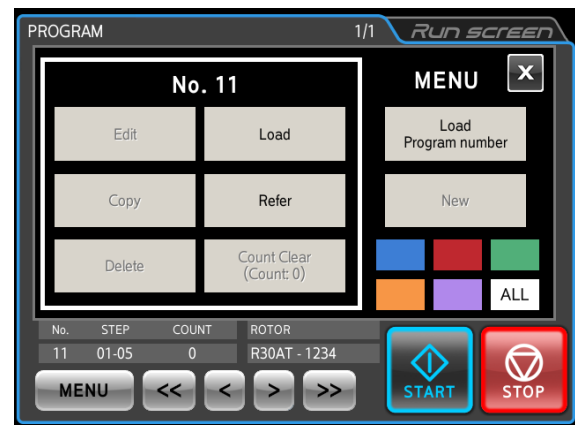 PROGRAM 1/1 Run screen
No. 11
MENU X
Edit
Load
Load
Program number
Copy
Refer
New
Delete
Count Clear
(Count: 0)
ALL
No. STEP COUNT ROTOR
11 01-05 0 R30AT - 1234
MENU << < > >>
START
STOP